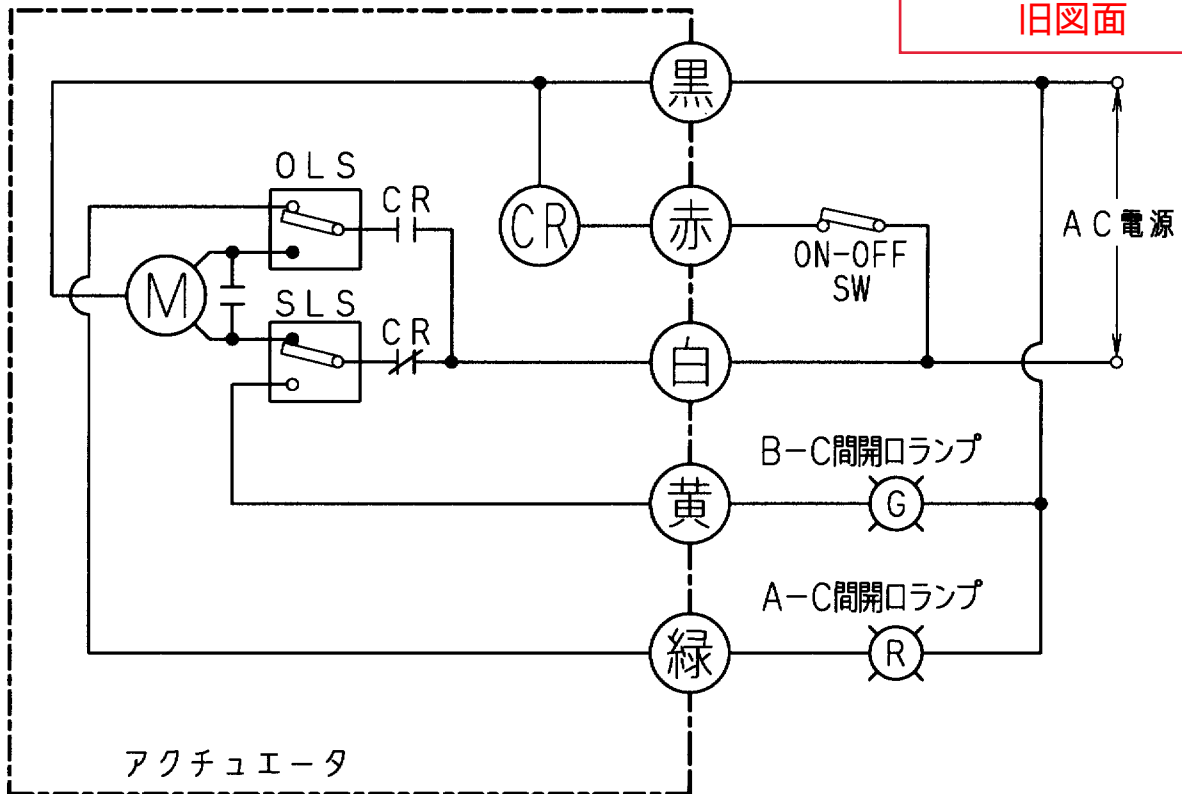 旧図面
黒
OLS
CR
CR
赤
ON-OFF
SW
AC電源
M
SLS
CR
白
B-C間開口ランプ
黄
G
A-C間開口ランプ
緑
R
アクチュエータ